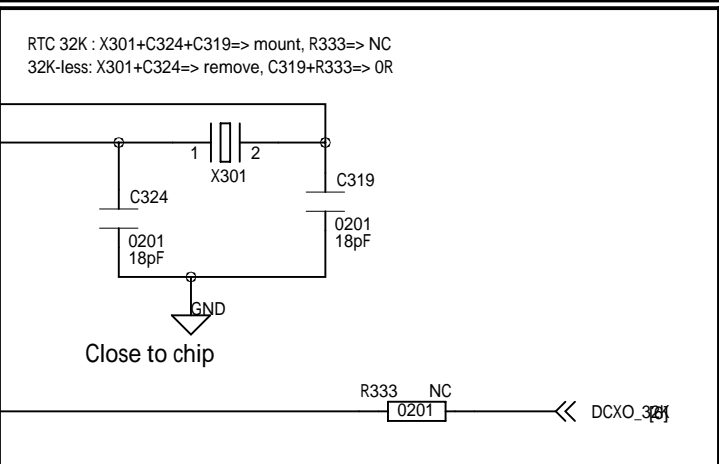 RTC 32K : X301+C324+C319=> mount, R333=> NC
32K-less: X301+C324=> remove, C319+R333=> 0R
1
2
X301
C324
C319
0201
18pF
0201
18pF
GND
Close to chip
R333 NC
0201